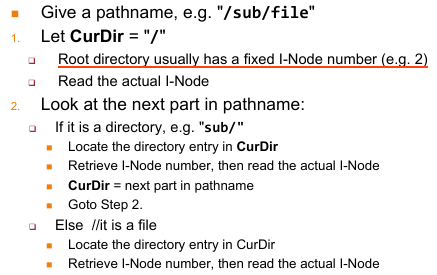 Give a pathname, e.g. "/sub/file"
1. Let CurDir = "/"
Root directory usually has a fixed I-Node number (e.g. 2)
Read the actual I-Node
2. Look at the next part in pathname:
If it is a directory, e.g. "sub/"
Locate the directory entry in CurDir
Retrieve I-Node number, then read the actual I-Node
CurDir = next part in pathname
Goto Step 2.
Else //it is a file
Locate the directory entry in CurDir
Retrieve I-Node number, then read the actual I-Node